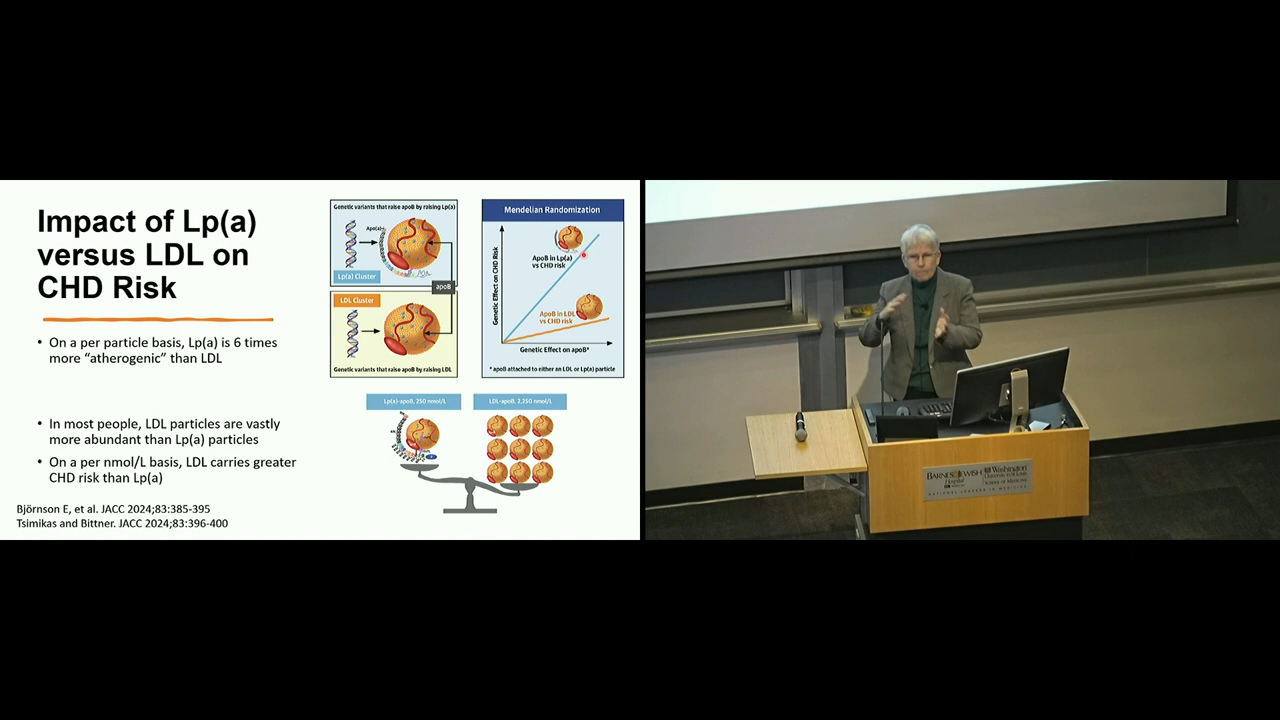 Impact of Lp(a)
versus LDL on
CHD Risk
• On a per particle basis, Lp(a) is 6 times
more “atherogenic” than LDL
• In most people, LDL particles are vastly
more abundant than Lp(a) particles
• On a per nmol/L basis, LDL carries greater
CHD risk than Lp(a)
Björnson E, et al. JACC 2024;83:385-395
Tsimikas and Bittner. JACC 2024;83:396-400
Genetic variants that raise apoB by raising Lp(a)
Apo(a)
Lp(a) Cluster
apoB
LDL Cluster
Genetic variants that raise apoB by raising LDL
Mendelian Randomization
Genetic Effect on CHD Risk
ApoB in Lp(a)
vs CHD risk
ApoB in LDL
vs CHD risk
Genetic Effect on apoB*
* apoB attached to either an LDL or Lp(a) particle
Lp(a)-apoB, 250 nmol/L
LDL-apoB, 2,250 nmol/L
BARNES JEWISH
Hospital
Washington
University in St. Louis
School of Medicine
NATIONAL LEADERS IN MEDICINE